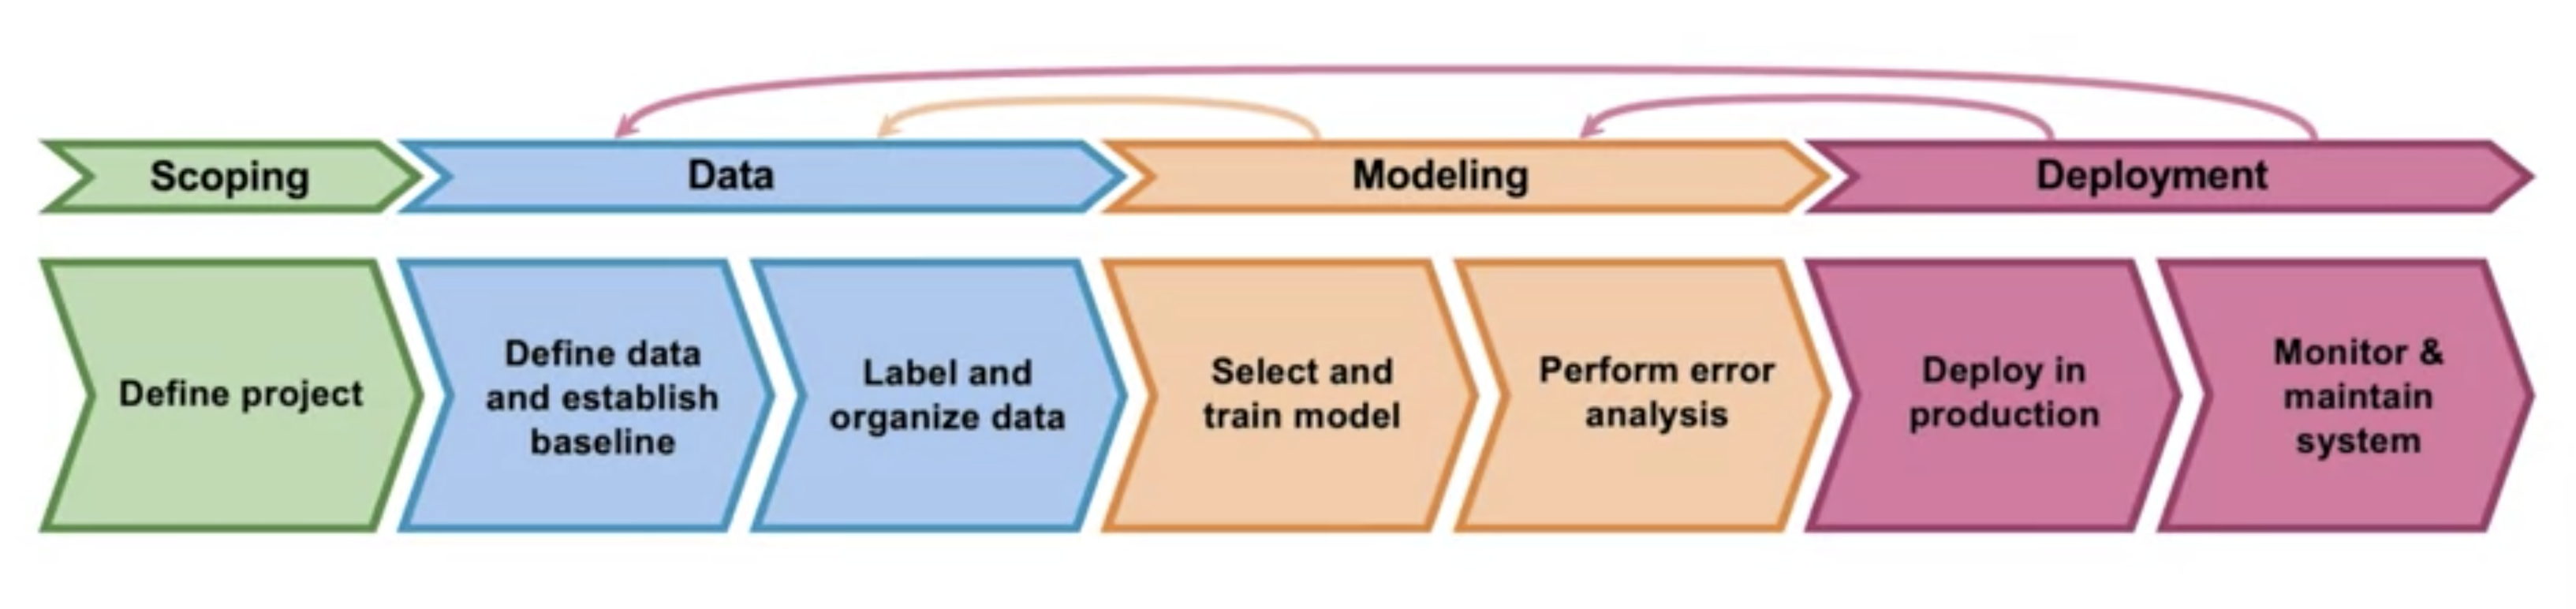 Scoping
Data
Modeling
Deployment
Define project
Define data
and establish
baseline
Label and
organize data
Select and
train model
Perform error
analysis
Deploy in
production
Monitor &
maintain
system